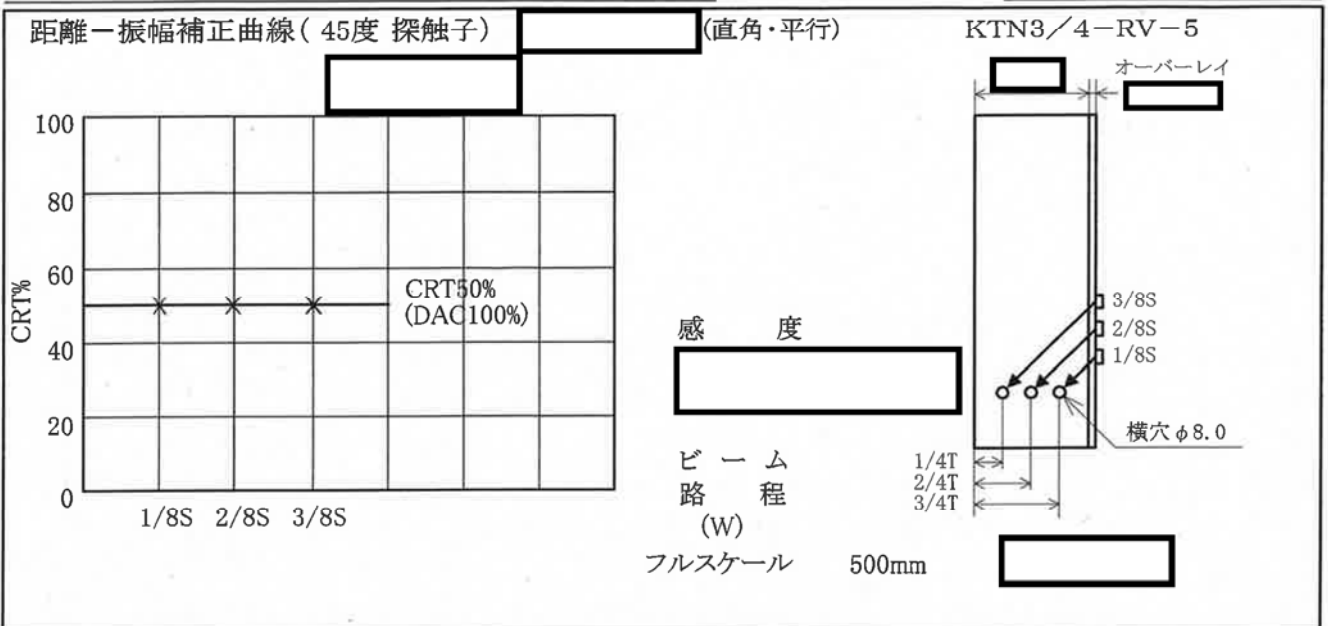 距離－振幅補正曲線( 45度 探触子)
(直角・平行)
KTN3／4－RV－5
オーバーレイ
100
80
60
40
20
0
CRT%
CRT50%
(DAC100%)
1/8S 2/8S 3/8S
感 度
ビ ー ム
路 程
(W)
フルスケール 500mm
3/8S
2/8S
1/8S
横穴φ8.0
1/4T
2/4T
3/4T